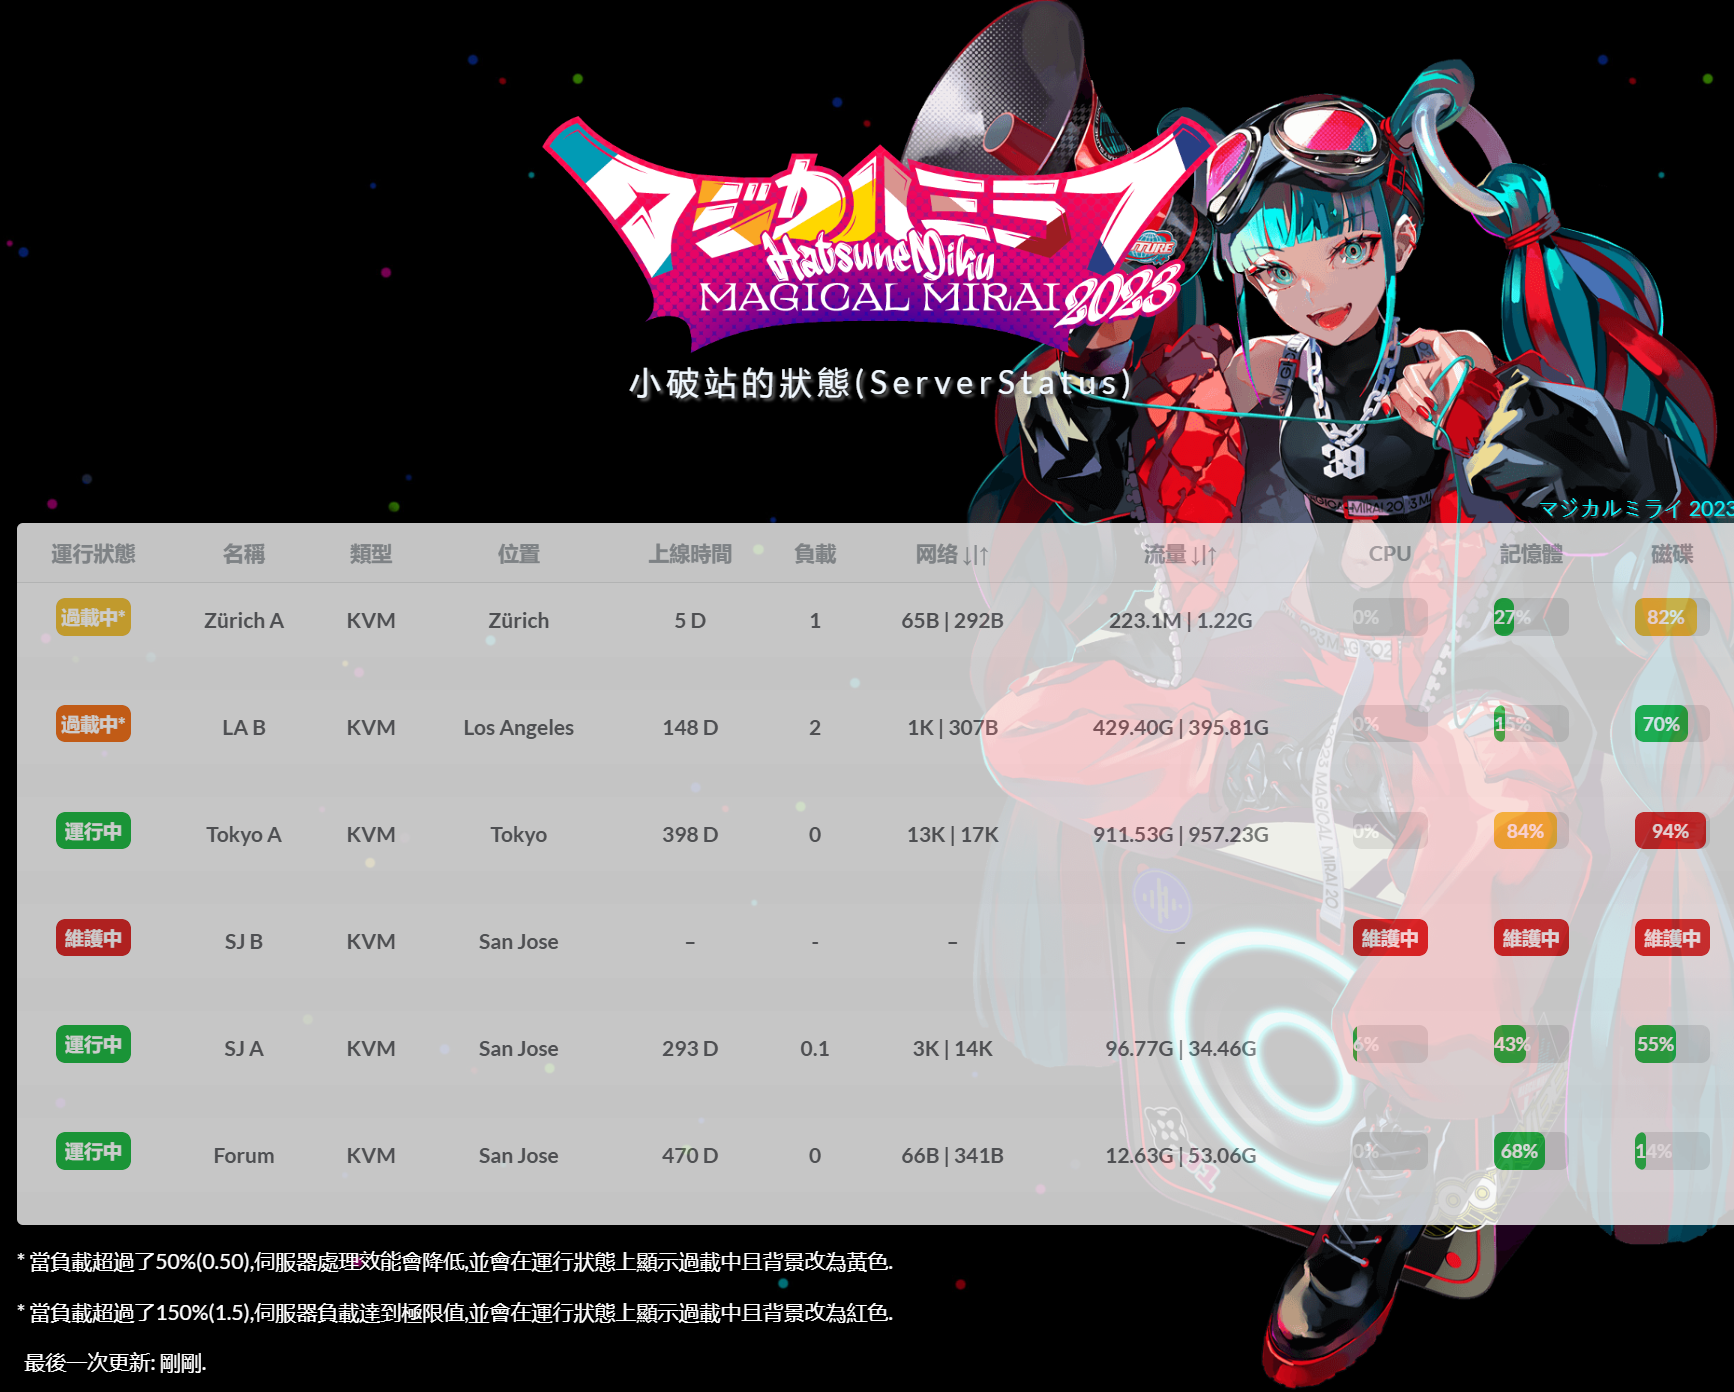 マジカルミライ
HatsuneMiku
TURE
MAGICAL MIRAI 2023
小破站的狀態(ServerStatus)
39
マジカルミライ 2023
運行狀態 名稱 類型 位置 上線時間 負載 网络 ↓|↑ 流量 ↓|↑ CPU 記憶體 磁碟
過載中* Zürich A KVM Zürich 5 D 1 65B | 292B 223.1M | 1.22G 0% 27% 82%
過載中* LA B KVM Los Angeles 148 D 2 1K | 307B 429.40G | 395.81G 0% 15% 70%
運行中 Tokyo A KVM Tokyo 398 D 0 13K | 17K 911.53G | 957.23G 0% 84% 94%
維護中 SJ B KVM San Jose – - – – 維護中 維護中 維護中
運行中 SJ A KVM San Jose 293 D 0.1 3K | 14K 96.77G | 34.46G 6% 43% 55%
運行中 Forum KVM San Jose 470 D 0 66B | 341B 12.63G | 53.06G 0% 68% 14%
* 當負載超過了50%(0.50),伺服器處理效能會降低,並會在運行狀態上顯示過載中且背景改為黃色.
* 當負載超過了150%(1.5),伺服器負載達到極限值,並會在運行狀態上顯示過載中且背景改為紅色.
最後一次更新: 剛剛.